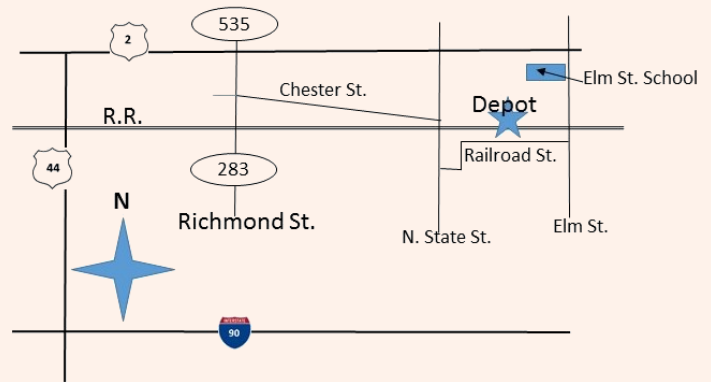 535
2
Elm St. School
Chester St.
Depot
R.R.
Railroad St.
44
283
N
Richmond St.
N. State St.
Elm St.
INTERSTATE
90